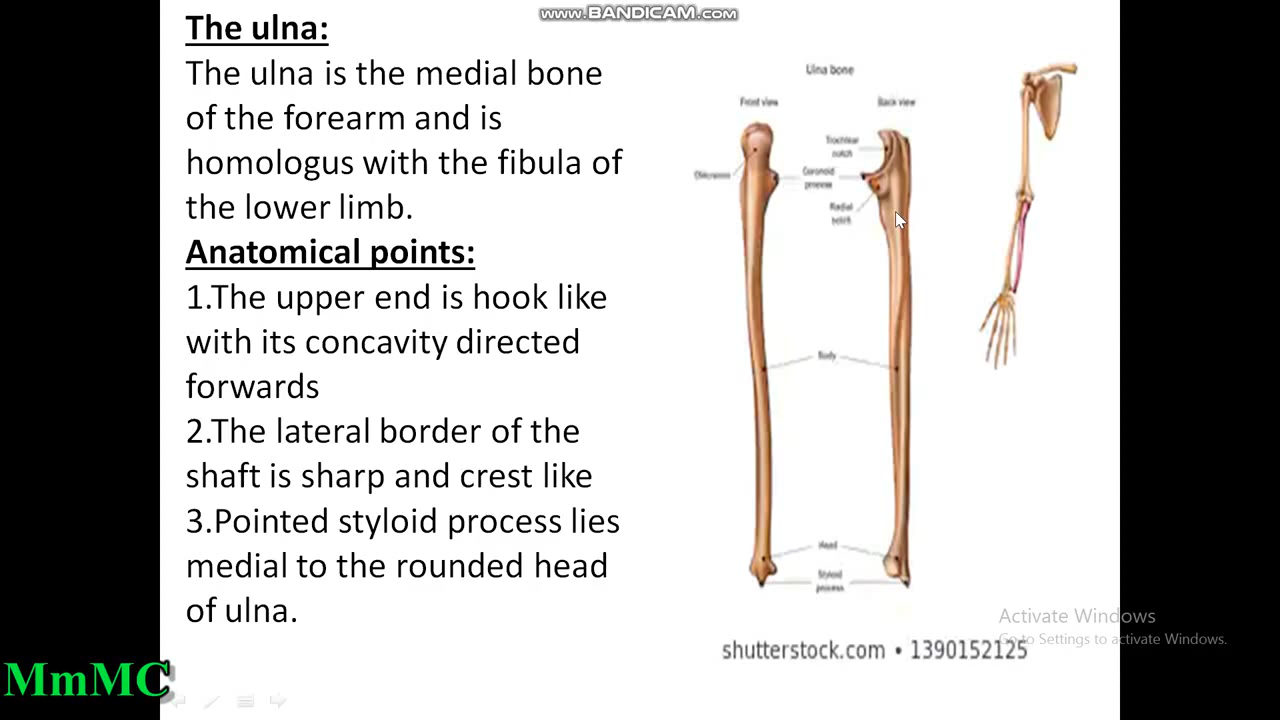 www.BANDICAM.com
The ulna:
The ulna is the medial bone
of the forearm and is
homologus with the fibula of
the lower limb.
Anatomical points:
1.The upper end is hook like
with its concavity directed
forwards
2.The lateral border of the
shaft is sharp and crest like
3.Pointed styloid process lies
medial to the rounded head
of ulna.
Ulna bone
Front view
Back view
Trochlear
notch
Olecranon
Coronoid
process
Radial
notch
Body
Head
Styloid
process
shutterstock.com • 1390152125
Activate Windows
Go to Settings to activate Windows.
MmMC